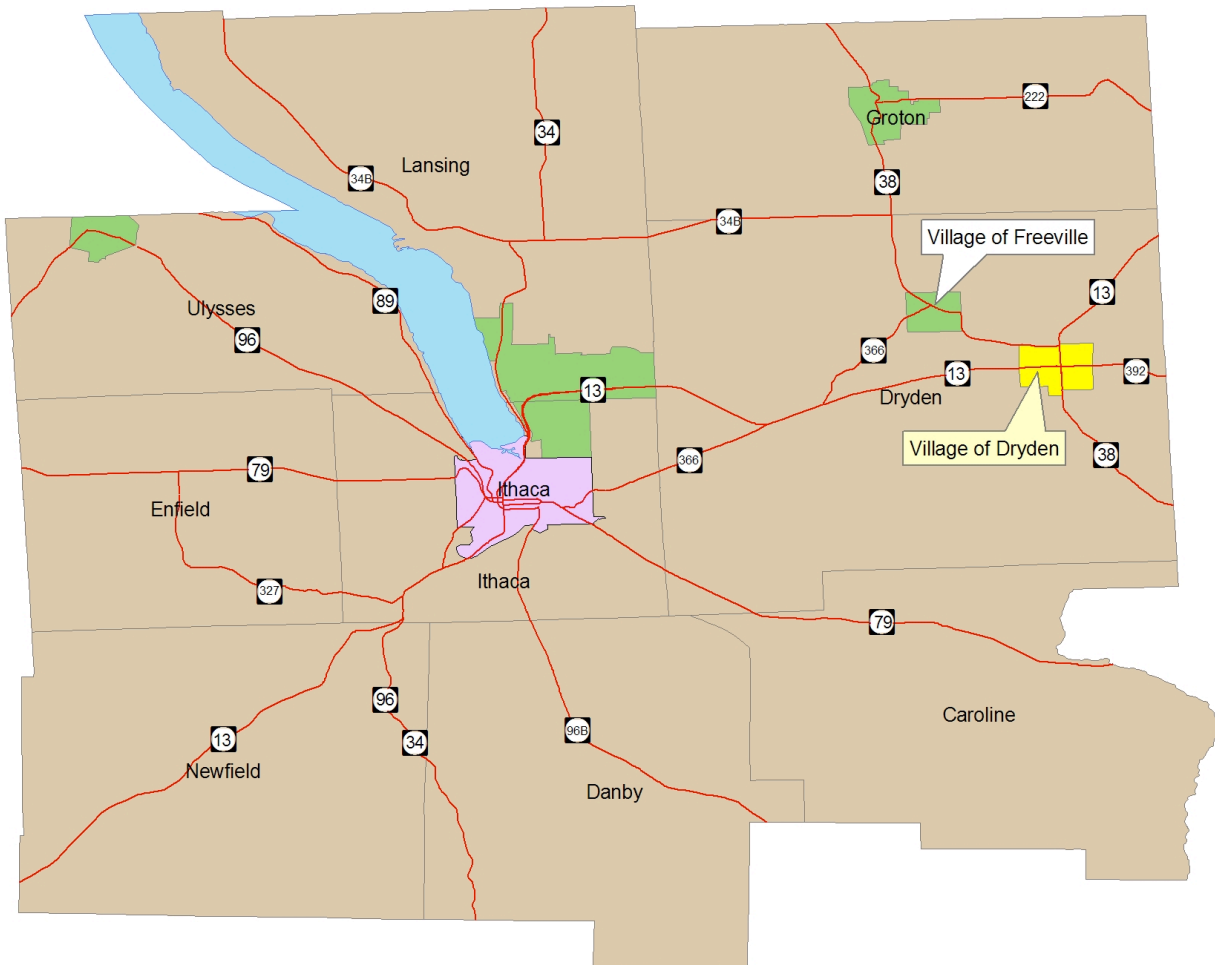 222
Groton
34
Lansing
34B
38
34B
Village of Freeville
13
89
Ulysses
96
366
13
392
13
Dryden
Village of Dryden
38
366
79
Ithaca
Enfield
Ithaca
327
79
96
Caroline
13
34
96B
Newfield
Danby